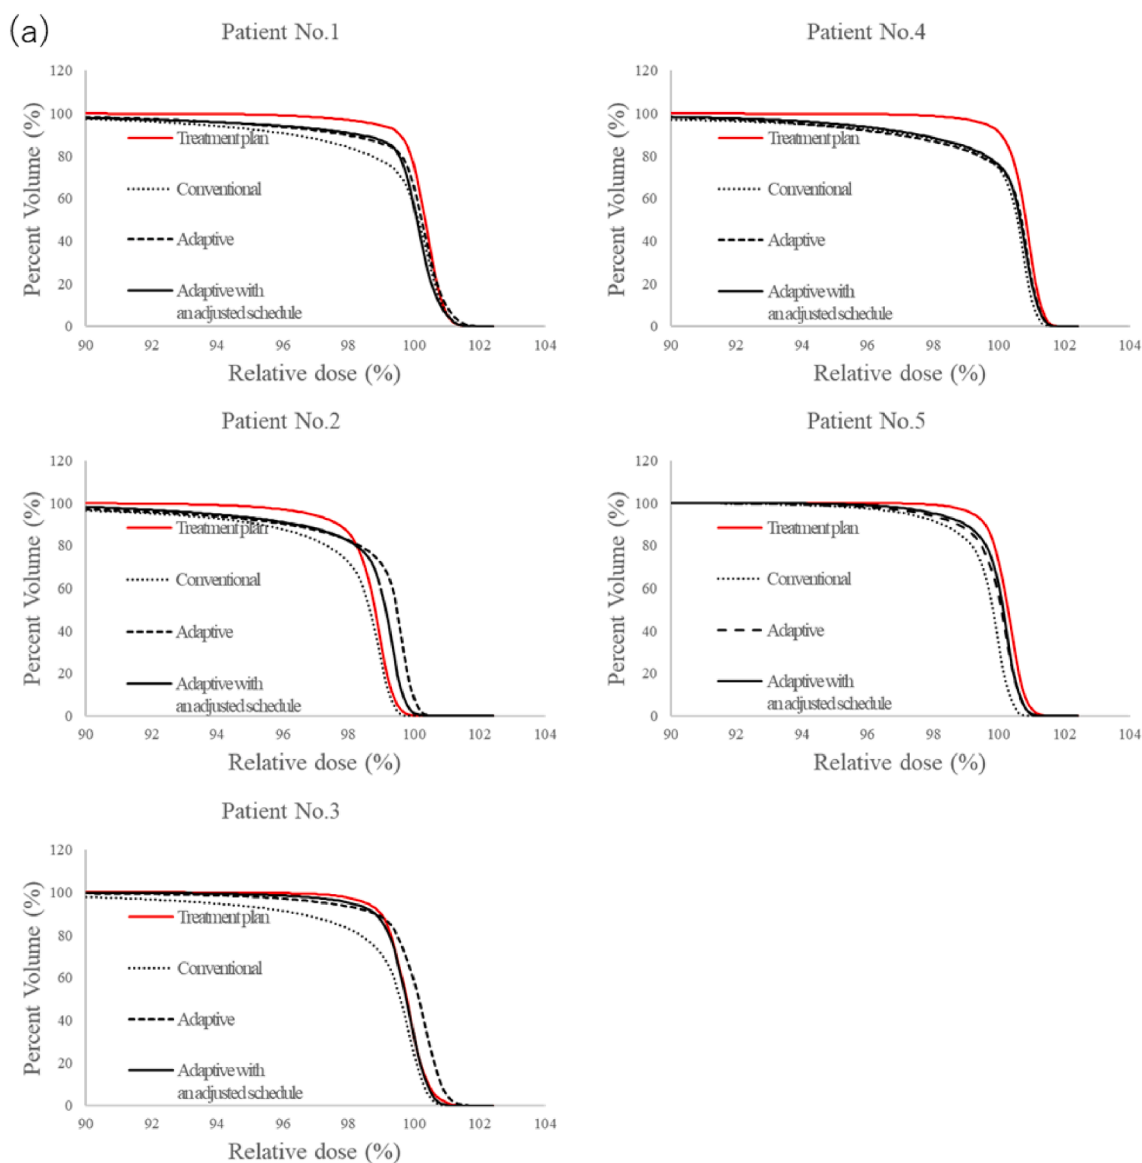 (a)
Patient No.1
Percent Volume (%)
120
100
80
60
40
20
0
Treatment plan
Conventional
Adaptive
Adaptive with
an adjusted schedule
90 92 94 96 98 100 102 104
Relative dose (%)
Patient No.4
Percent Volume (%)
120
100
80
60
40
20
0
Treatment plan
Conventional
Adaptive
Adaptive with
an adjusted schedule
90 92 94 96 98 100 102 104
Relative dose (%)
Patient No.2
Percent Volume (%)
120
100
80
60
40
20
0
Treatment plan
Conventional
Adaptive
Adaptive with
an adjusted schedule
90 92 94 96 98 100 102 104
Relative dose (%)
Patient No.5
Percent Volume (%)
120
100
80
60
40
20
0
Treatment plan
Conventional
Adaptive
Adaptive with
an adjusted schedule
90 92 94 96 98 100 102 104
Relative dose (%)
Patient No.3
Percent Volume (%)
120
100
80
60
40
20
0
Treatment plan
Conventional
Adaptive
Adaptive with
an adjusted schedule
90 92 94 96 98 100 102 104
Relative dose (%)